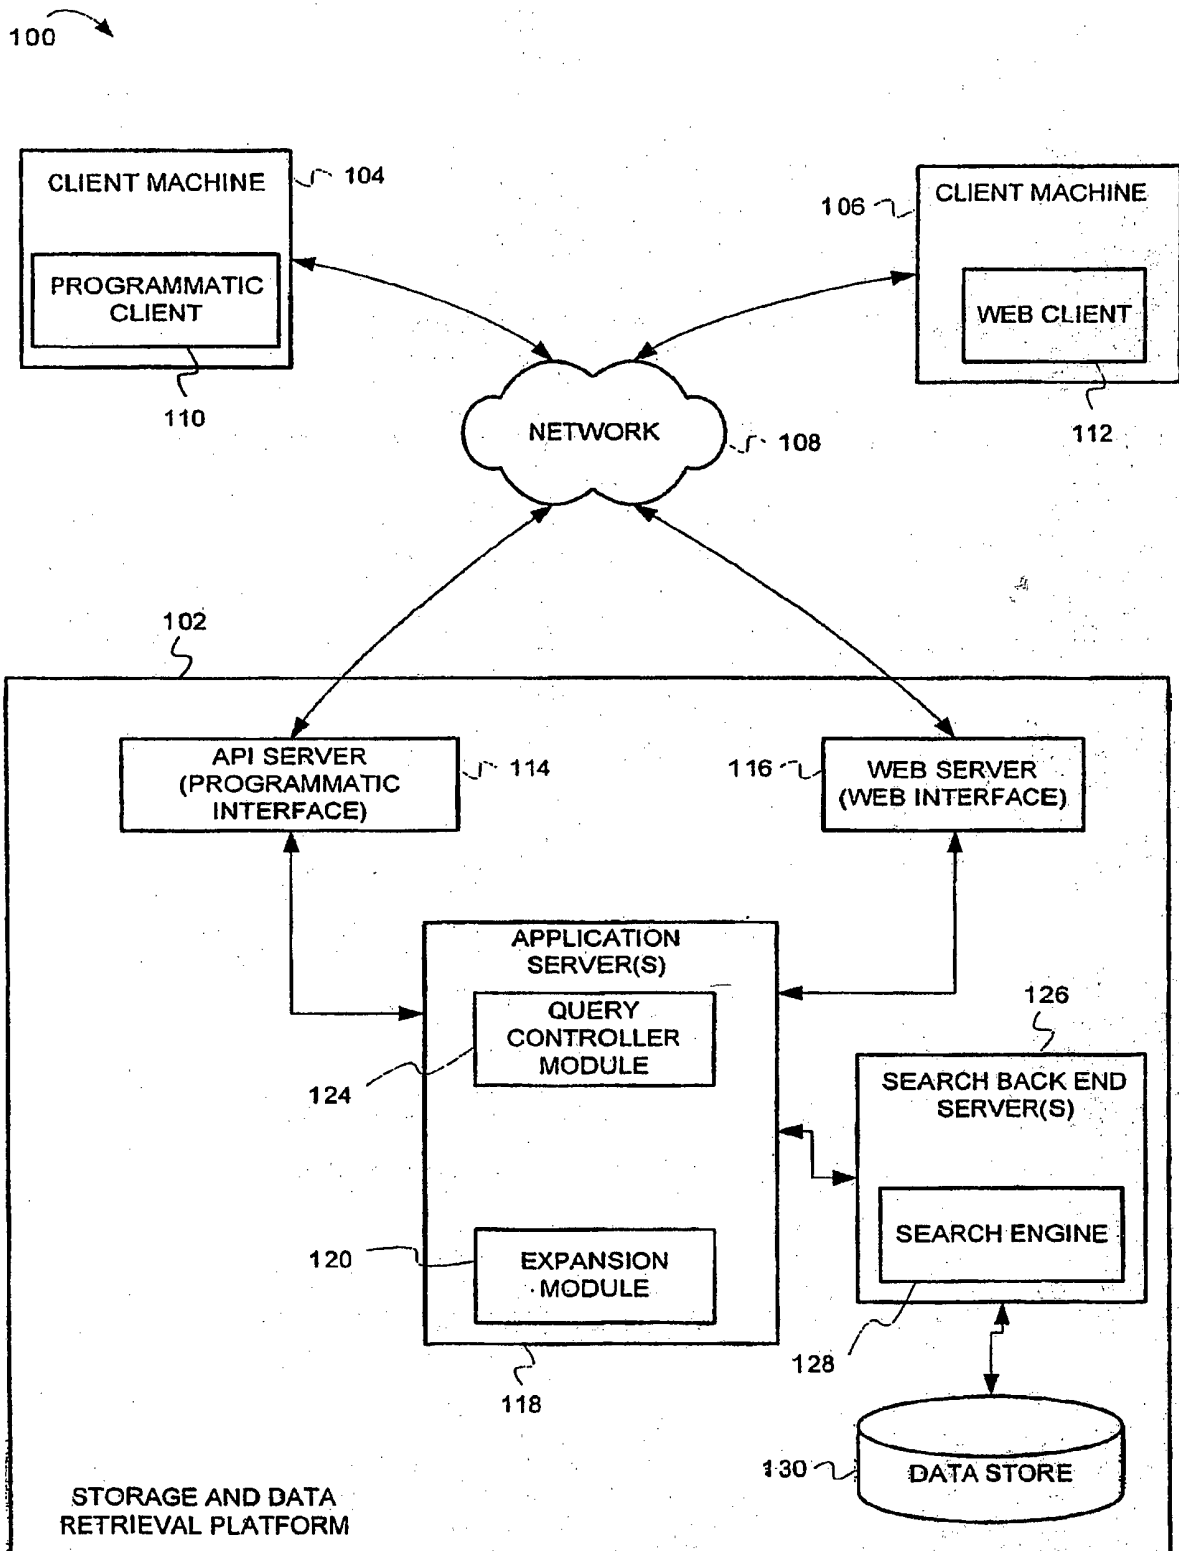 100
CLIENT MACHINE
104
PROGRAMMATIC
CLIENT
110
106
CLIENT MACHINE
WEB CLIENT
112
NETWORK
108
102
API SERVER
(PROGRAMMATIC
INTERFACE)
114
116
WEB SERVER
(WEB INTERFACE)
APPLICATION
SERVER(S)
QUERY
CONTROLLER
MODULE
124
126
SEARCH BACK END
SERVER(S)
SEARCH ENGINE
128
120
EXPANSION
MODULE
118
130
DATA STORE
STORAGE AND DATA
RETRIEVAL PLATFORM